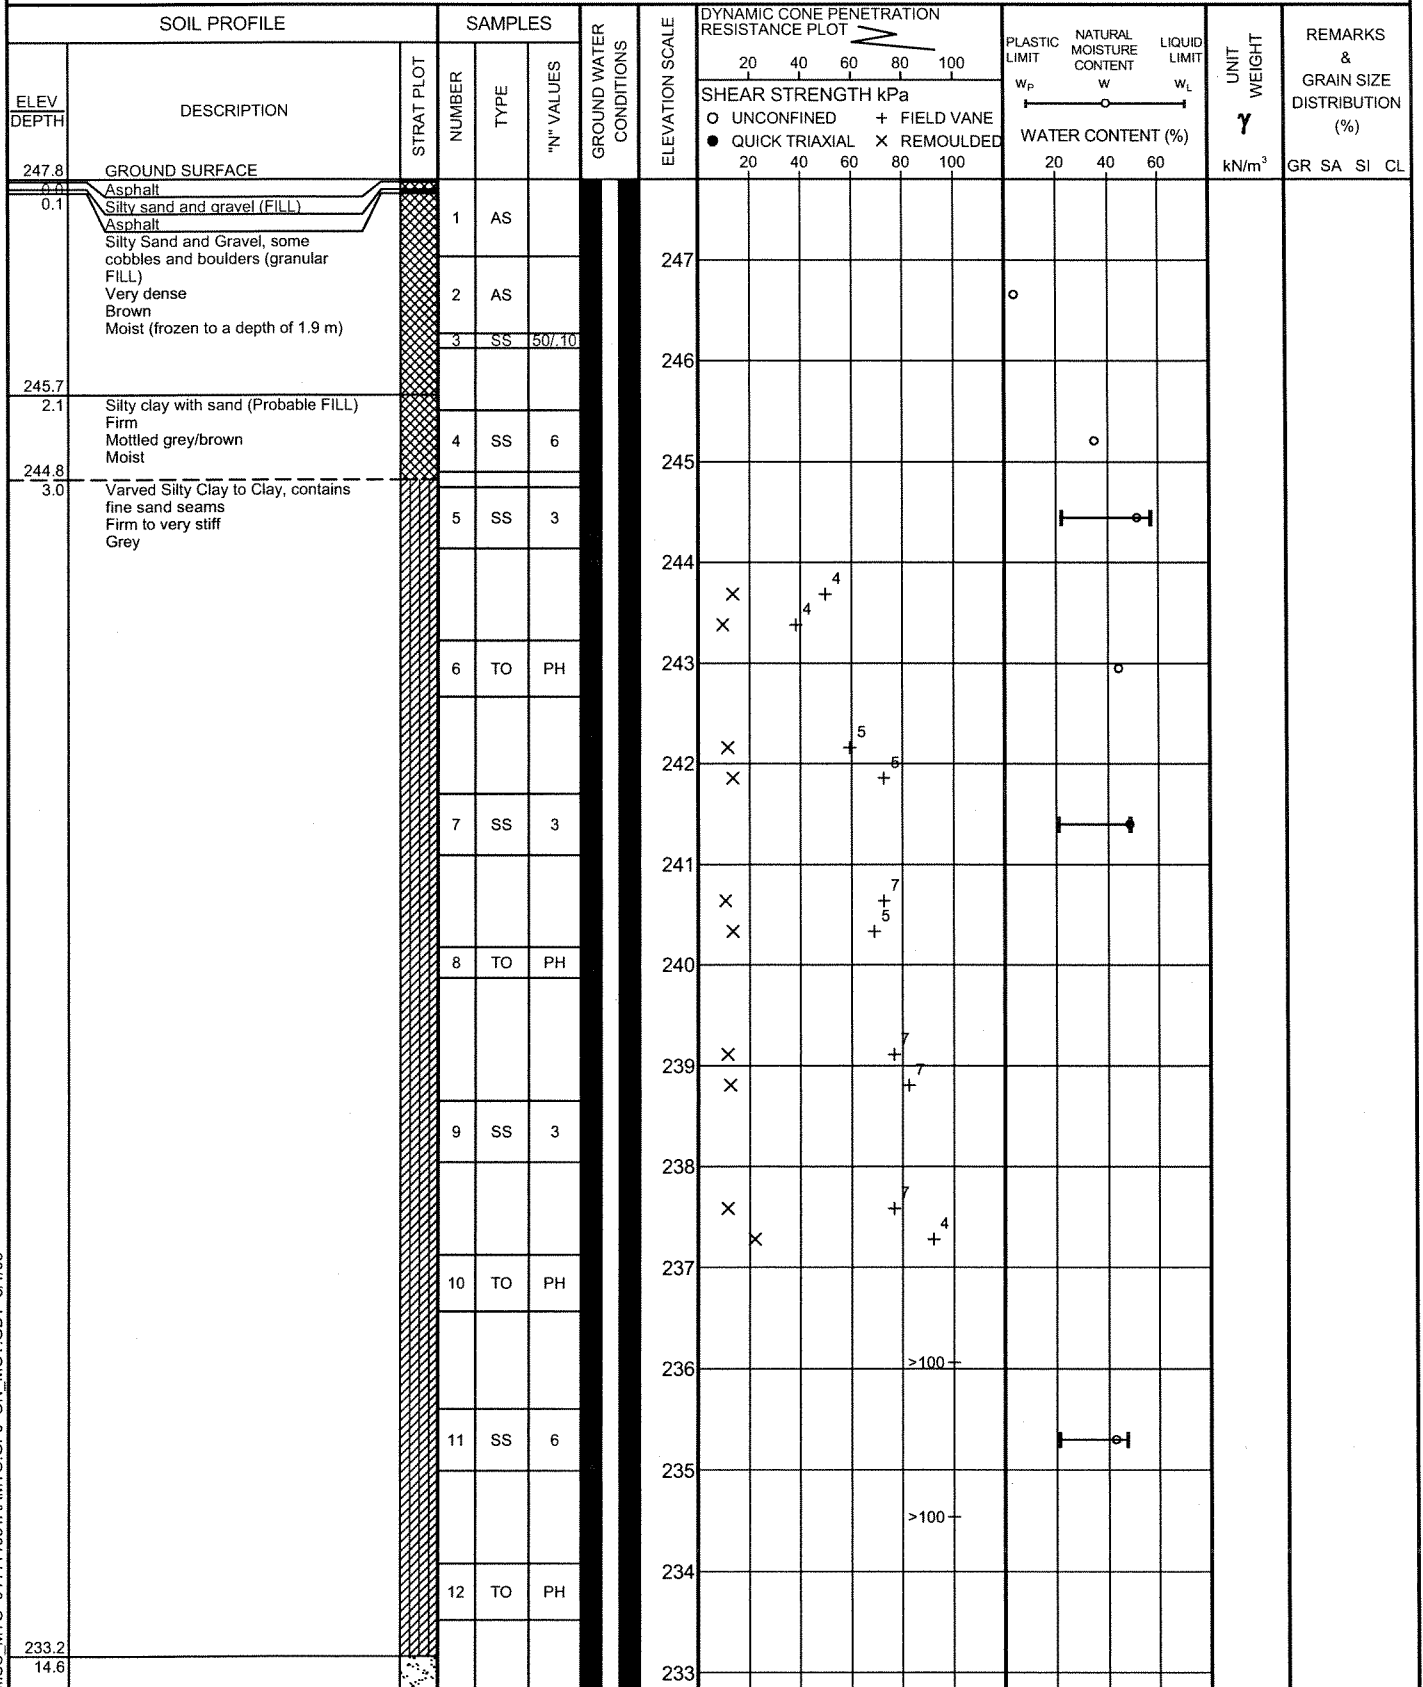 SOIL PROFILE
SAMPLES
GROUND WATER
CONDITIONS
ELEVATION SCALE
DYNAMIC CONE PENETRATION
RESISTANCE PLOT
20 40 60 80 100
SHEAR STRENGTH kPa
O UNCONFINED + FIELD VANE
● QUICK TRIAXIAL × REMOULDED
20 40 60 80 100
PLASTIC
LIMIT
NATURAL
MOISTURE
CONTENT
LIQUID
LIMIT
WP W WL
WATER CONTENT (%)
20 40 60
UNIT
WEIGHT
γ
kN/m³
REMARKS
&
GRAIN SIZE
DISTRIBUTION
(%)
GR SA SI CL
ELEV
DEPTH
DESCRIPTION
STRAT PLOT
NUMBER
TYPE
"N" VALUES
247.8 GROUND SURFACE
0.0 Asphalt
0.1 Silty sand and gravel (FILL)
Asphalt
Silty Sand and Gravel, some
cobbles and boulders (granular
FILL)
Very dense
Brown
Moist (frozen to a depth of 1.9 m)
245.7
2.1 Silty clay with sand (Probable FILL)
Firm
Mottled grey/brown
Moist
244.8
3.0 Varved Silty Clay to Clay, contains
fine sand seams
Firm to very stiff
Grey
233.2
14.6
1 AS
2 AS
3 SS 50/.10
4 SS 6
5 SS 3
6 TO PH
7 SS 3
8 TO PH
9 SS 3
10 TO PH
11 SS 6
12 TO PH
247
246
245
244
243
242
241
240
239
238
237
236
235
234
233
4
4
5
5
7
5
7
7
7
4
>100
>100